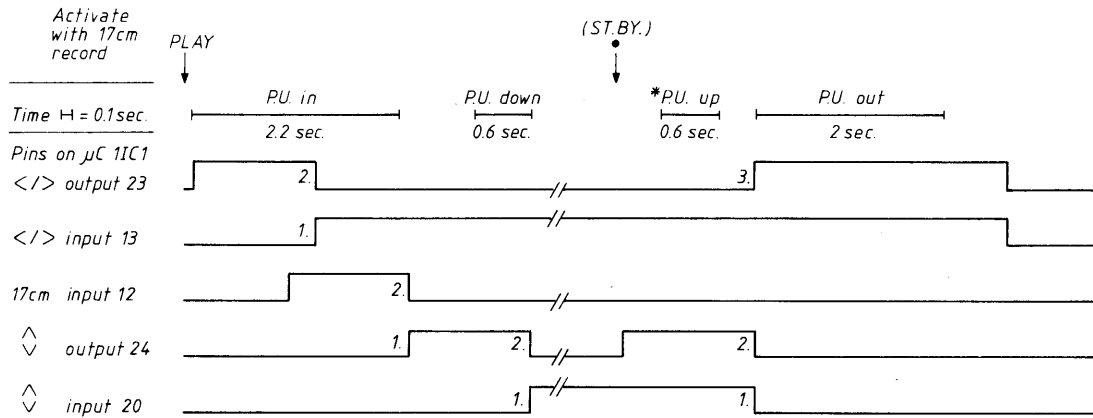 Activate
with 17cm
record
PLAY
(ST.BY.)
Time = 0.1 sec.
P.U. in
2.2 sec.
P.U. down
0.6 sec.
*P.U. up
0.6 sec.
P.U. out
2 sec.
Pins on µC 1IC1
</> output 23
2.
3.
</> input 13
1.
17cm input 12
2.
output 24
1.
2.
2.
input 20
1.
1.